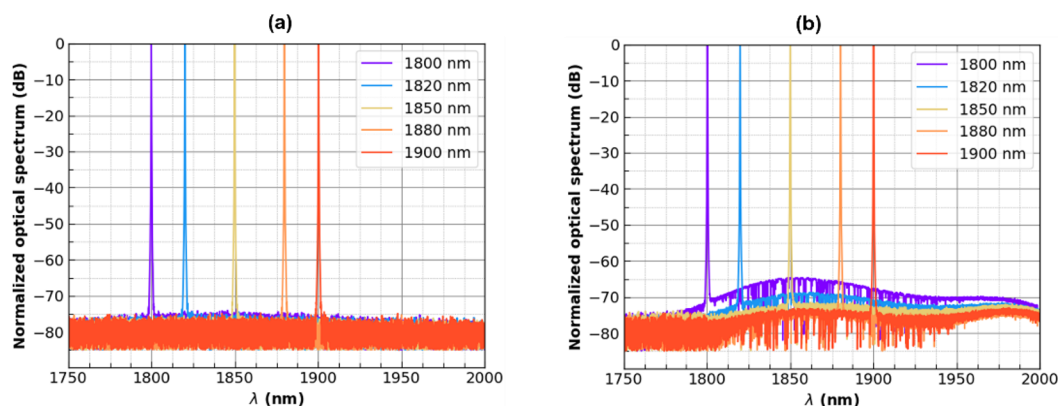 (a)
Normalized optical spectrum (dB)
0
−10
−20
−30
−40
−50
−60
−70
−80
1750
1800
1850
1900
1950
2000
λ (nm)
1800 nm
1820 nm
1850 nm
1880 nm
1900 nm
(b)
Normalized optical spectrum (dB)
0
−10
−20
−30
−40
−50
−60
−70
−80
1750
1800
1850
1900
1950
2000
λ (nm)
1800 nm
1820 nm
1850 nm
1880 nm
1900 nm